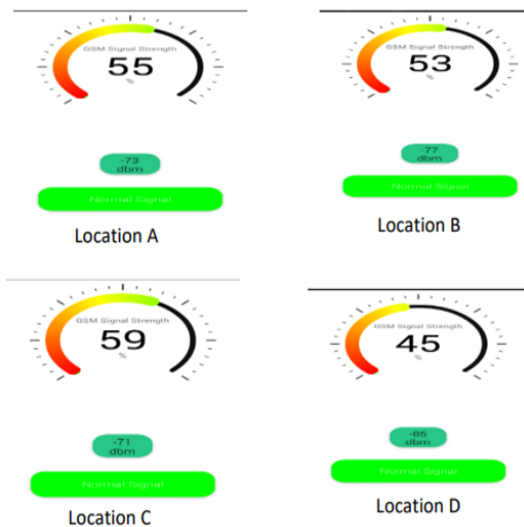 GSM Signal Strength
55
%
-73
dbm
Normal Signal
Location A
GSM Signal Strength
53
%
-77
dbm
Normal Signal
Location B
GSM Signal Strength
59
%
-71
dbm
Normal Signal
Location C
GSM Signal Strength
45
%
-85
dbm
Normal Signal
Location D